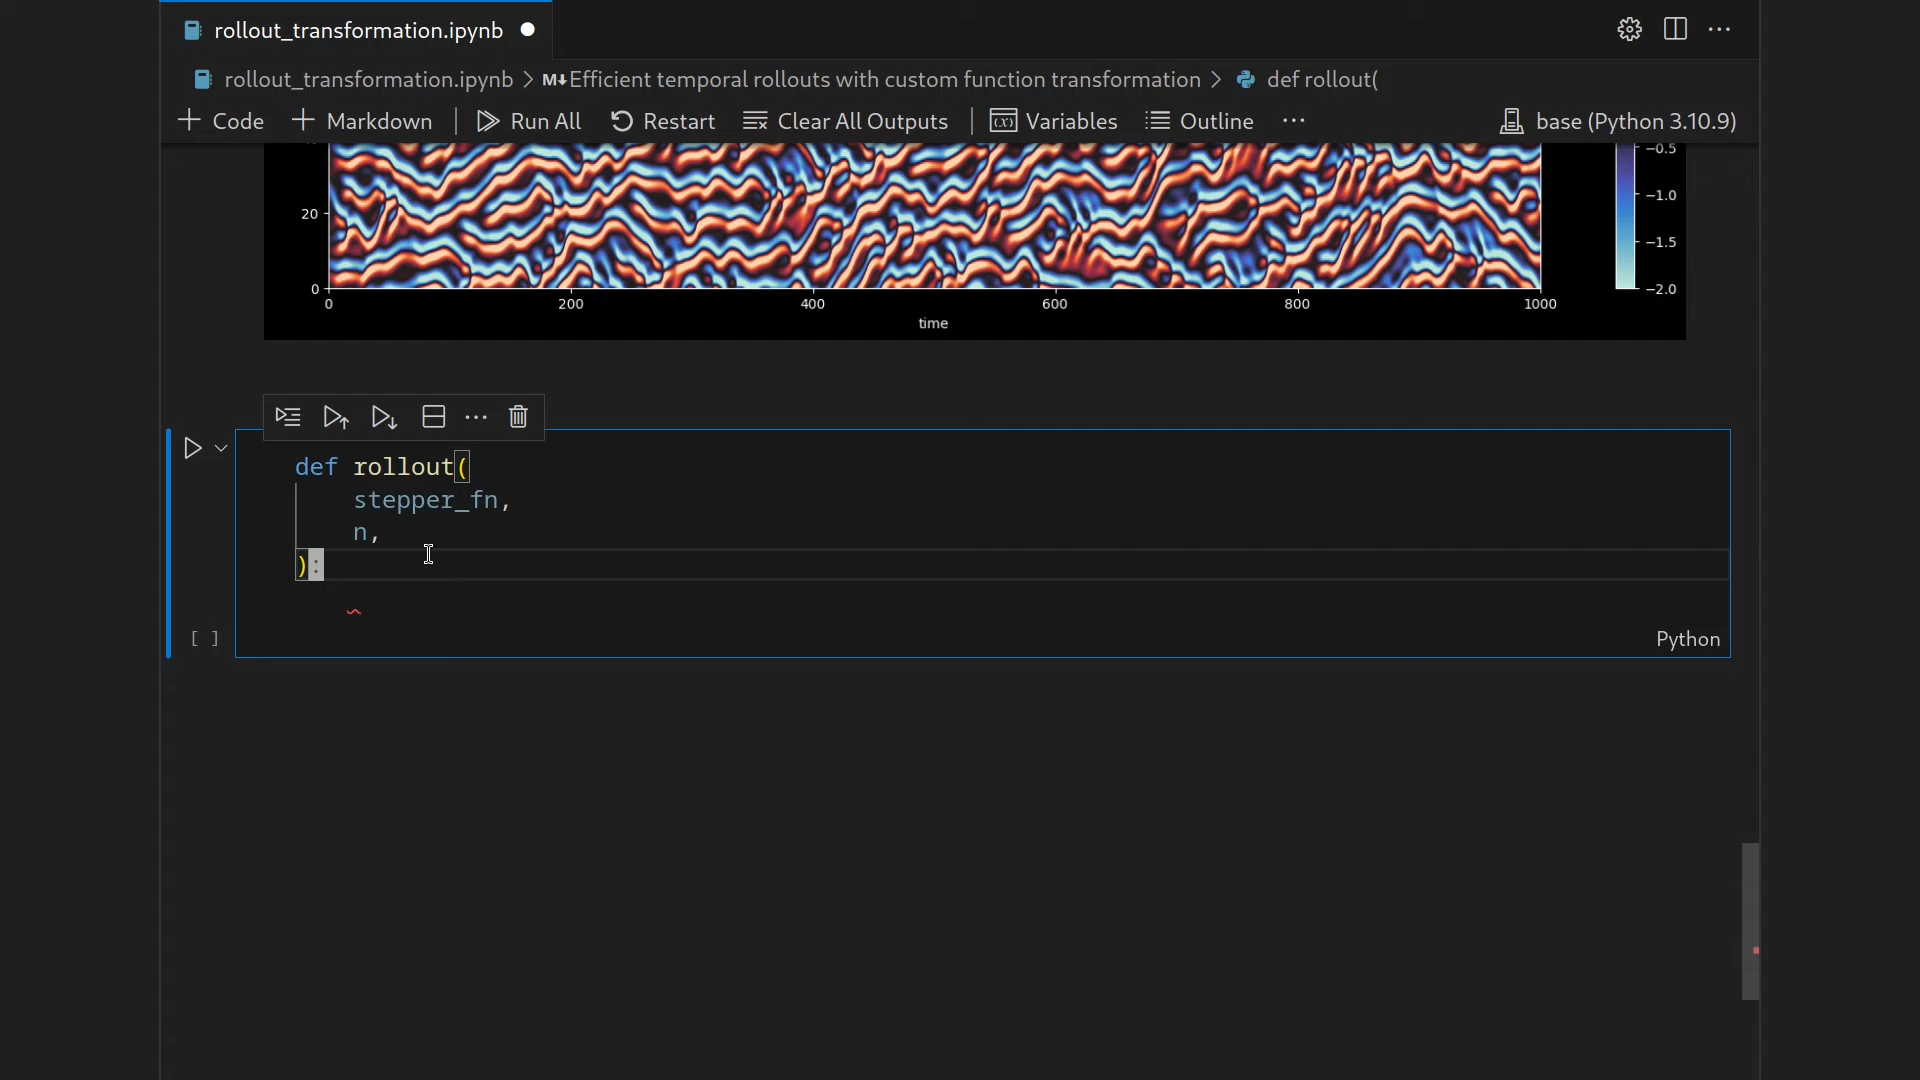 rollout_transformation.ipynb
rollout_transformation.ipynb > M↓Efficient temporal rollouts with custom function transformation > def rollout(
+ Code + Markdown Run All Restart Clear All Outputs Variables Outline ··· base (Python 3.10.9)
−0.5
−1.0
20
−1.5
0
−2.0
0 200 400 600 800 1000
time
def rollout(
stepper_fn,
n,
):
[ ]
Python